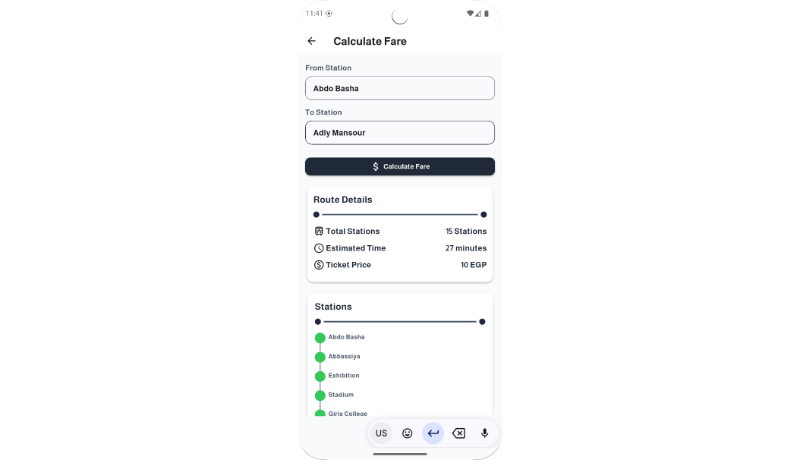 11:41
Calculate Fare
From Station
Abdo Basha
To Station
Adly Mansour
$ Calculate Fare
Route Details
Total Stations 15 Stations
Estimated Time 27 minutes
Ticket Price 10 EGP
Stations
Abdo Basha
Abbassiya
Exhibition
Stadium
Girls College
US